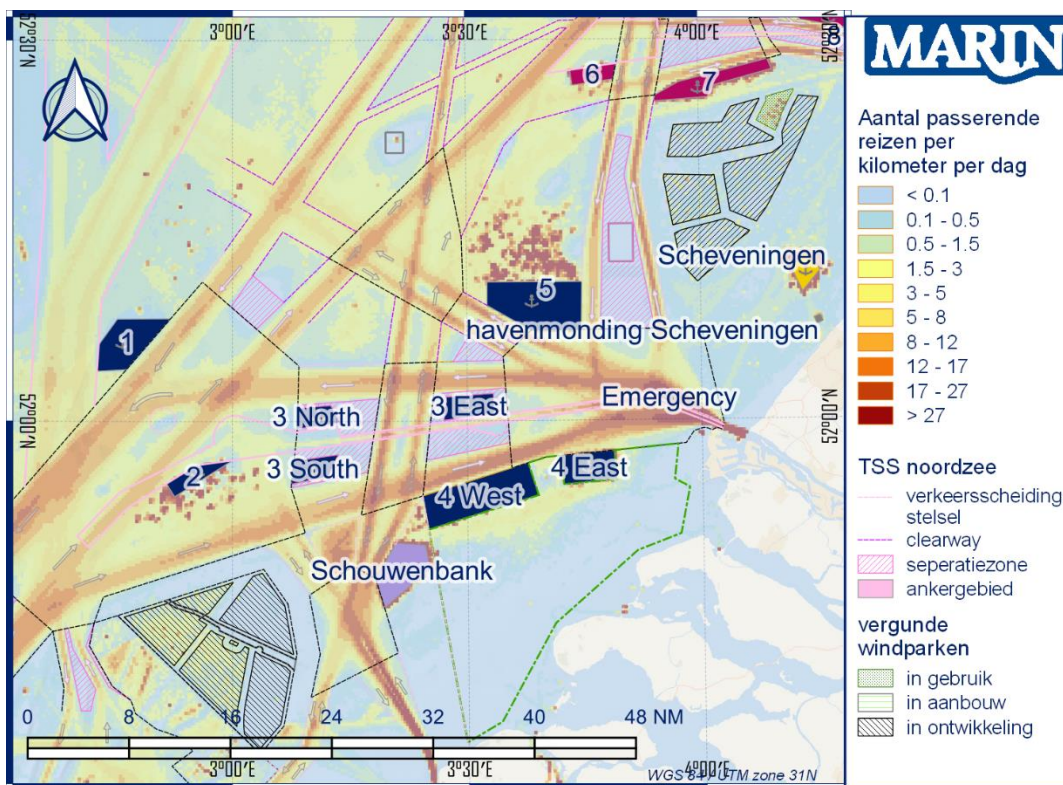 3°00′E 3°30′E 4°00′E
52°30′N 52°30′N
8
6
7
Scheveningen
5
havenmonding Scheveningen
1
52°00′N 52°00′N
3 North
3 East
Emergency
2
3 South
4 West
4 East
Schouwenbank
0 8 16 24 32 40 48 NM
3°00′E 3°30′E 4°00′E
WGS 84 / UTM zone 31N
MARIN
Aantal passerende
reizen per
kilometer per dag
< 0.1
0.1 - 0.5
0.5 - 1.5
1.5 - 3
3 - 5
5 - 8
8 - 12
12 - 17
17 - 27
> 27
TSS noordzee
verkeersscheiding
stelsel
clearway
seperatiezone
ankergebied
vergunde
windparken
in gebruik
in aanbouw
in ontwikkeling